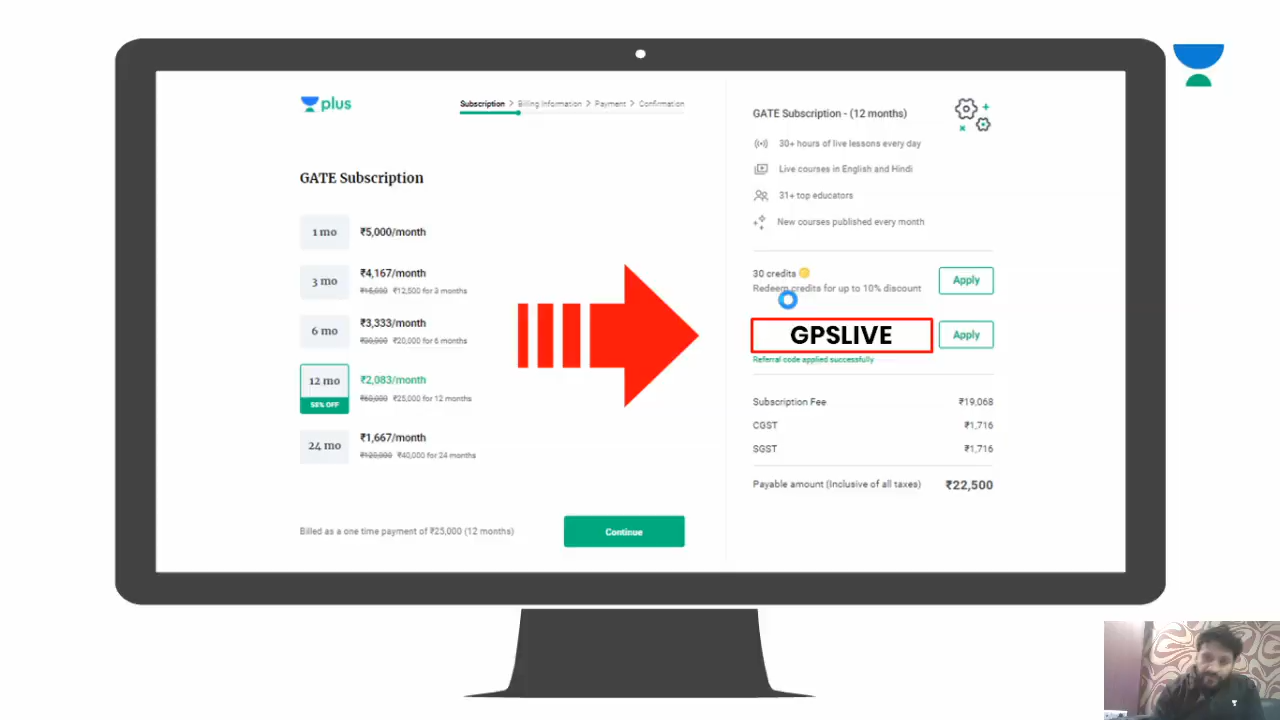 plus
Subscription > Billing Information > Payment > Confirmation
GATE Subscription
1 mo ₹5,000/month
3 mo ₹4,167/month
₹15,000 ₹12,500 for 3 months
6 mo ₹3,333/month
₹30,000 ₹20,000 for 6 months
12 mo ₹2,083/month
58% OFF ₹60,000 ₹25,000 for 12 months
24 mo ₹1,667/month
₹120,000 ₹40,000 for 24 months
Billed as a one time payment of ₹25,000 (12 months) Continue
GATE Subscription - (12 months)
30+ hours of live lessons every day
Live courses in English and Hindi
31+ top educators
New courses published every month
30 credits
Redeem credits for up to 10% discount
Apply
GPSLIVE Apply
Referral code applied successfully
Subscription Fee ₹19,068
CGST ₹1,716
SGST ₹1,716
Payable amount (Inclusive of all taxes) ₹22,500